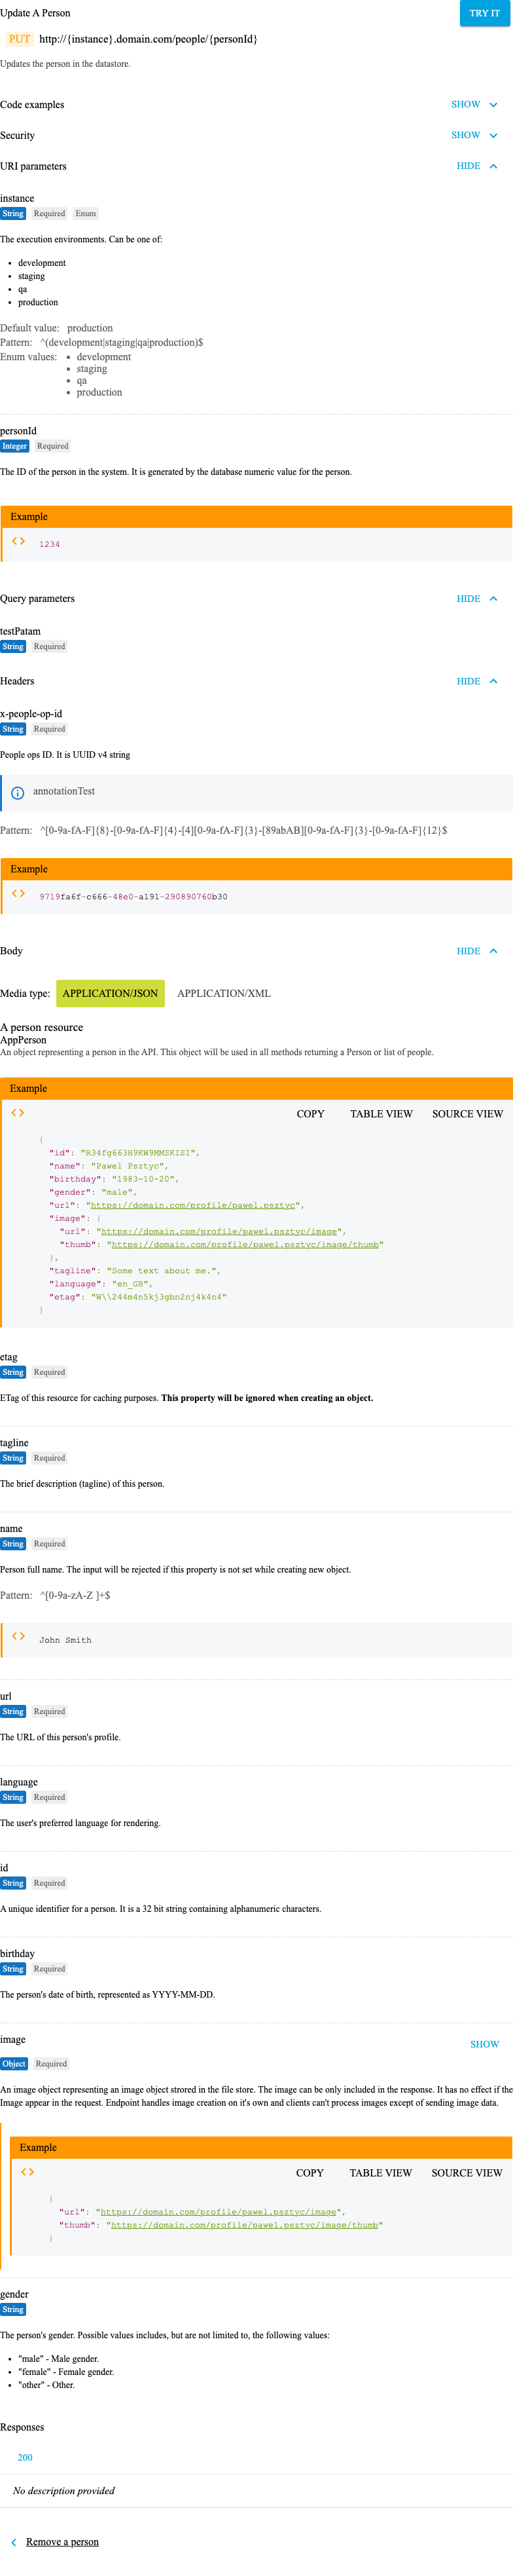 Update A Person
TRY IT
PUT http://{instance}.domain.com/people/{personId}
Updates the person in the datastore.
Code examples SHOW
Security SHOW
URI parameters HIDE
instance
String Required Enum
The execution environments. Can be one of:
• development
• staging
• qa
• production
Default value: production
Pattern: ^(development|staging|qa|production)$
Enum values: • development
• staging
• qa
• production
personId
Integer Required
The ID of the person in the system. It is generated by the database numeric value for the person.
Example
1234
Query parameters HIDE
testPatam
String Required
Headers HIDE
x-people-op-id
String Required
People ops ID. It is UUID v4 string
annotationTest
Pattern: ^[0-9a-fA-F]{8}-[0-9a-fA-F]{4}-[4][0-9a-fA-F]{3}-[89abAB][0-9a-fA-F]{3}-[0-9a-fA-F]{12}$
Example
9719fa6f-c666-48e0-a191-290890760b30
Body HIDE
Media type: APPLICATION/JSON APPLICATION/XML
A person resource
AppPerson
An object representing a person in the API. This object will be used in all methods returning a Person or list of people.
Example
COPY TABLE VIEW SOURCE VIEW
{
"id": "R34fg663H9KW9MMSKISI",
"name": "Pawel Psztyc",
"birthday": "1983-10-20",
"gender": "male",
"url": "https://domain.com/profile/pawel.psztyc",
"image": {
"url": "https://domain.com/profile/pawel.psztyc/image",
"thumb": "https://domain.com/profile/pawel.psztyc/image/thumb"
},
"tagline": "Some text about me.",
"language": "en_GB",
"etag": "W\\244m4n5kj3gbn2nj4k4n4"
}
etag
String Required
ETag of this resource for caching purposes. This property will be ignored when creating an object.
tagline
String Required
The brief description (tagline) of this person.
name
String Required
Person full name. The input will be rejected if this property is not set while creating new object.
Pattern: ^[0-9a-zA-Z ]+$
John Smith
url
String Required
The URL of this person's profile.
language
String Required
The user's preferred language for rendering.
id
String Required
A unique identifier for a person. It is a 32 bit string containing alphanumeric characters.
birthday
String Required
The person's date of birth, represented as YYYY-MM-DD.
image SHOW
Object Required
An image object representing an image object strored in the file store. The image can be only included in the response. It has no effect if the
Image appear in the request. Endpoint handles image creation on it's own and clients can't process images except of sending image data.
Example
COPY TABLE VIEW SOURCE VIEW
{
"url": "https://domain.com/profile/pawel.psztyc/image",
"thumb": "https://domain.com/profile/pawel.psztyc/image/thumb"
}
gender
String
The person's gender. Possible values includes, but are not limited to, the following values:
• "male" - Male gender.
• "female" - Female gender.
• "other" - Other.
Responses
200
No description provided
Remove a person